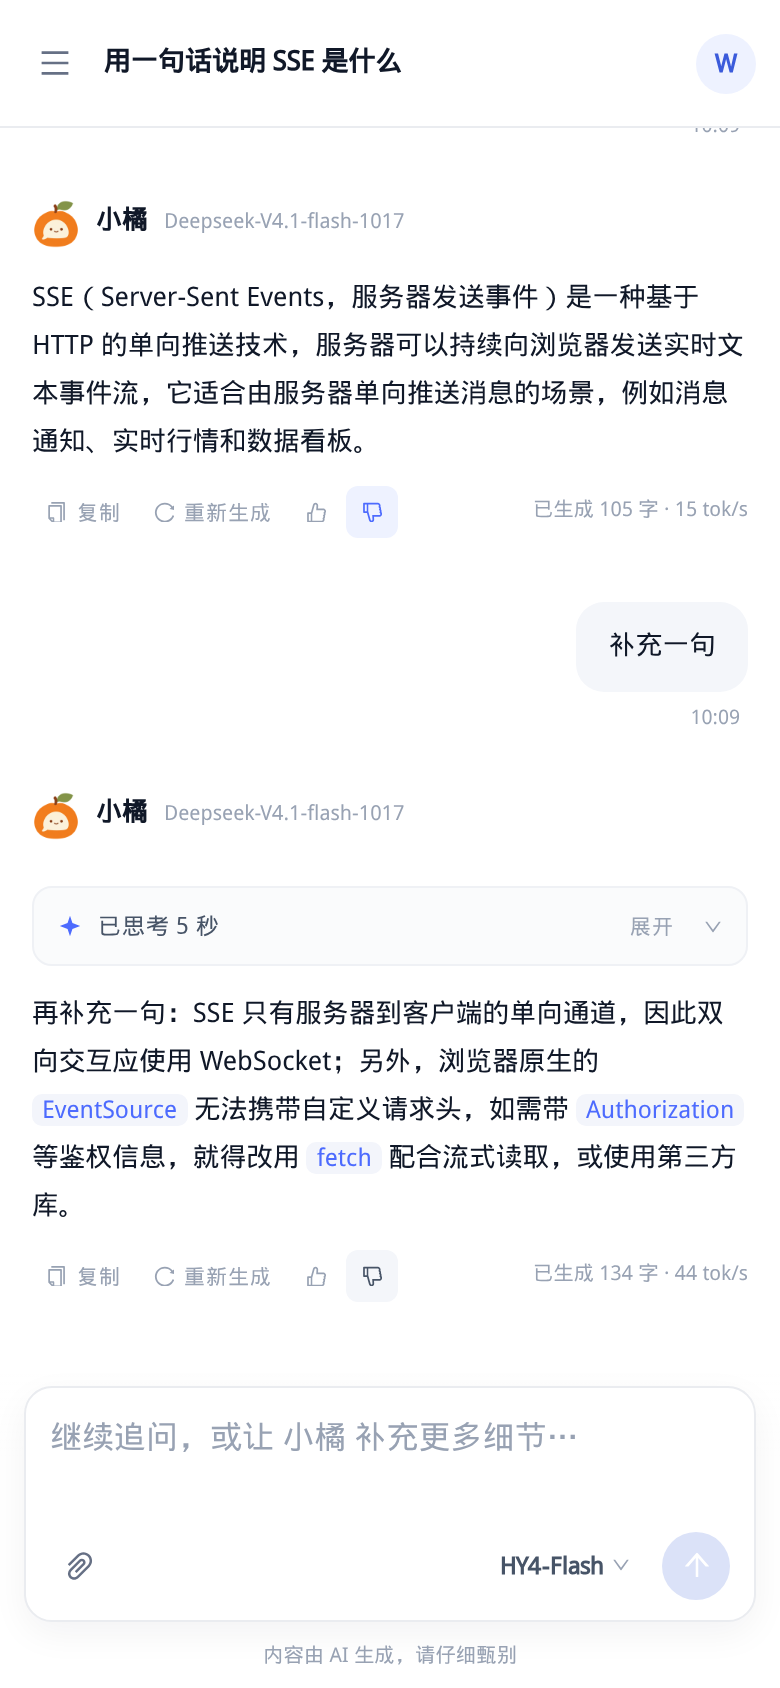 用一句话说明 SSE 是什么
W
10:09
小橘 Deepseek-V4.1-flash-1017
SSE（Server-Sent Events，服务器发送事件）是一种基于
HTTP 的单向推送技术，服务器可以持续向浏览器发送实时文
本事件流，它适合由服务器单向推送消息的场景，例如消息
通知、实时行情和数据看板。
复制 重新生成 已生成 105 字 · 15 tok/s
补充一句
10:09
小橘 Deepseek-V4.1-flash-1017
已思考 5 秒 展开
再补充一句：SSE 只有服务器到客户端的单向通道，因此双
向交互应使用 WebSocket；另外，浏览器原生的
EventSource 无法携带自定义请求头，如需带 Authorization
等鉴权信息，就得改用 fetch 配合流式读取，或使用第三方
库。
复制 重新生成 已生成 134 字 · 44 tok/s
继续追问，或让 小橘 补充更多细节…
HY4-Flash
内容由 AI 生成，请仔细甄别